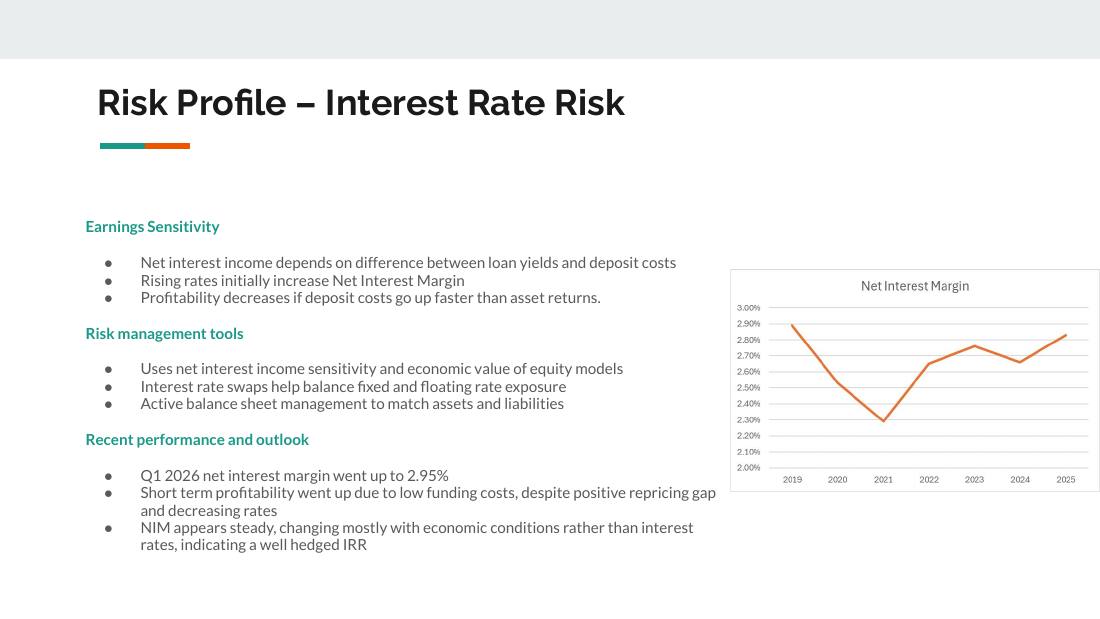 Risk Profile – Interest Rate Risk
Earnings Sensitivity
● Net interest income depends on difference between loan yields and deposit costs
● Rising rates initially increase Net Interest Margin
● Profitability decreases if deposit costs go up faster than asset returns.
Risk management tools
● Uses net interest income sensitivity and economic value of equity models
● Interest rate swaps help balance fixed and floating rate exposure
● Active balance sheet management to match assets and liabilities
Recent performance and outlook
● Q1 2026 net interest margin went up to 2.95%
● Short term profitability went up due to low funding costs, despite positive repricing gap
and decreasing rates
● NIM appears steady, changing mostly with economic conditions rather than interest
rates, indicating a well hedged IRR
Net Interest Margin
3.00%
2.90%
2.80%
2.70%
2.60%
2.50%
2.40%
2.30%
2.20%
2.10%
2.00%
2019 2020 2021 2022 2023 2024 2025